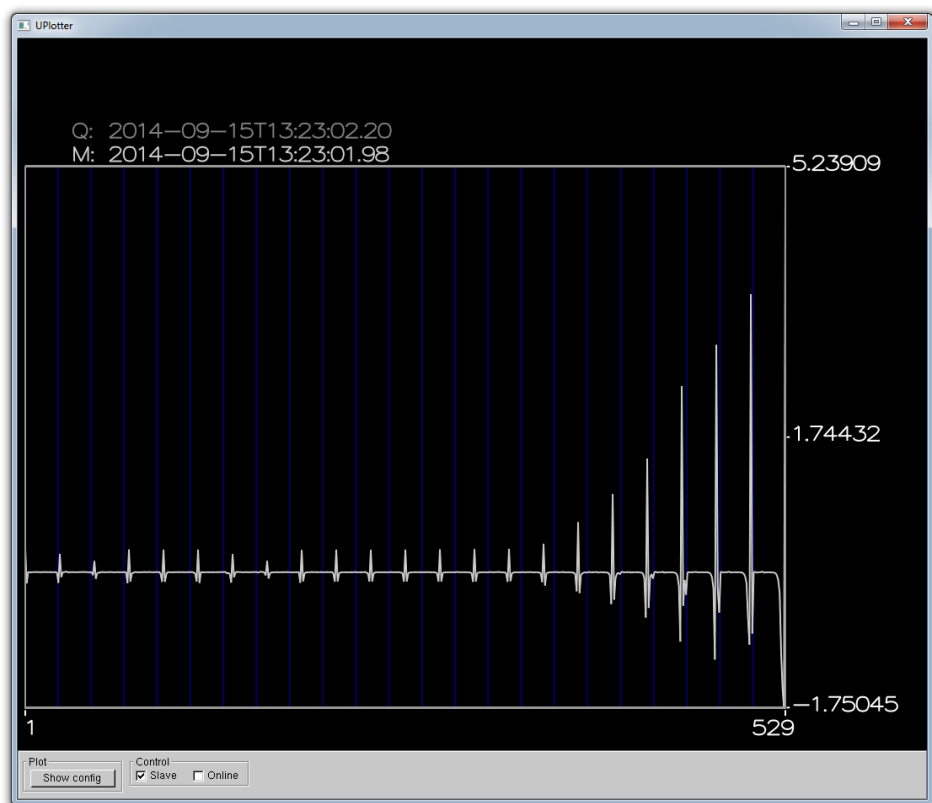 UPlotter
Q: 2014-09-15T13:23:02.20
M: 2014-09-15T13:23:01.98
5.23909
1.74432
-1.75045
1 529
Plot Control
Show config Slave Online